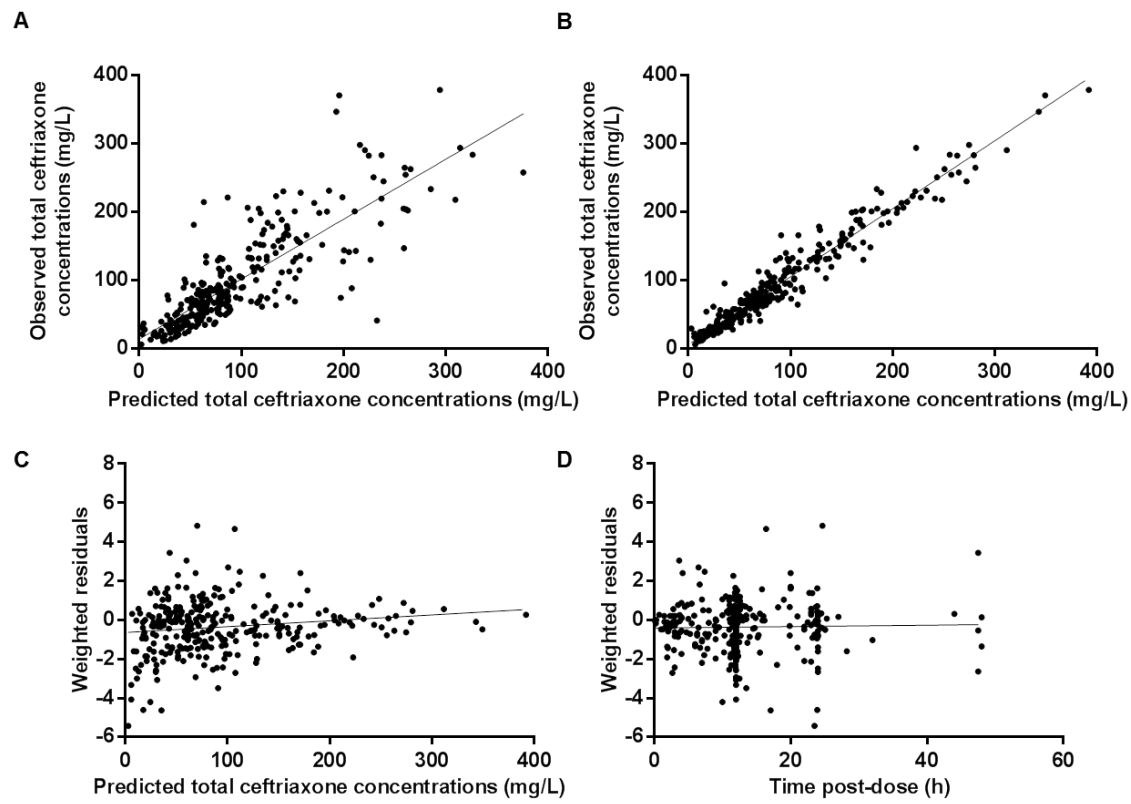 A
Observed total ceftriaxone
concentrations (mg/L)
400
300
200
100
0
0 100 200 300 400
Predicted total ceftriaxone concentrations (mg/L)
B
Observed total ceftriaxone
concentrations (mg/L)
400
300
200
100
0
0 100 200 300 400
Predicted total ceftriaxone concentrations (mg/L)
C
Weighted residuals
8
6
4
2
0
-2
-4
-6
0 100 200 300 400
Predicted total ceftriaxone concentrations (mg/L)
D
Weighted residuals
8
6
4
2
0
-2
-4
-6
0 20 40 60
Time post-dose (h)